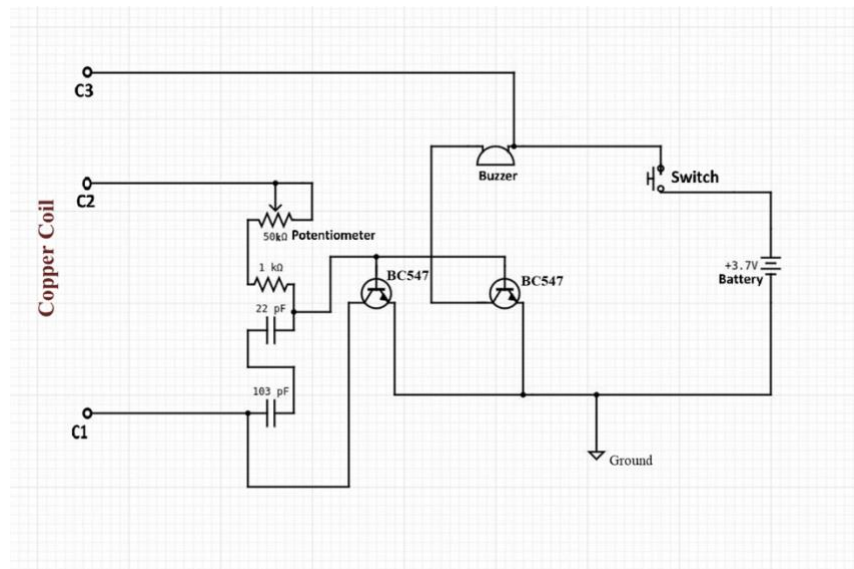 C3
Buzzer
Switch
C2
Copper Coil
50kΩ Potentiometer
1 kΩ
BC547
BC547
+3.7V
Battery
22 pF
103 pF
C1
Ground